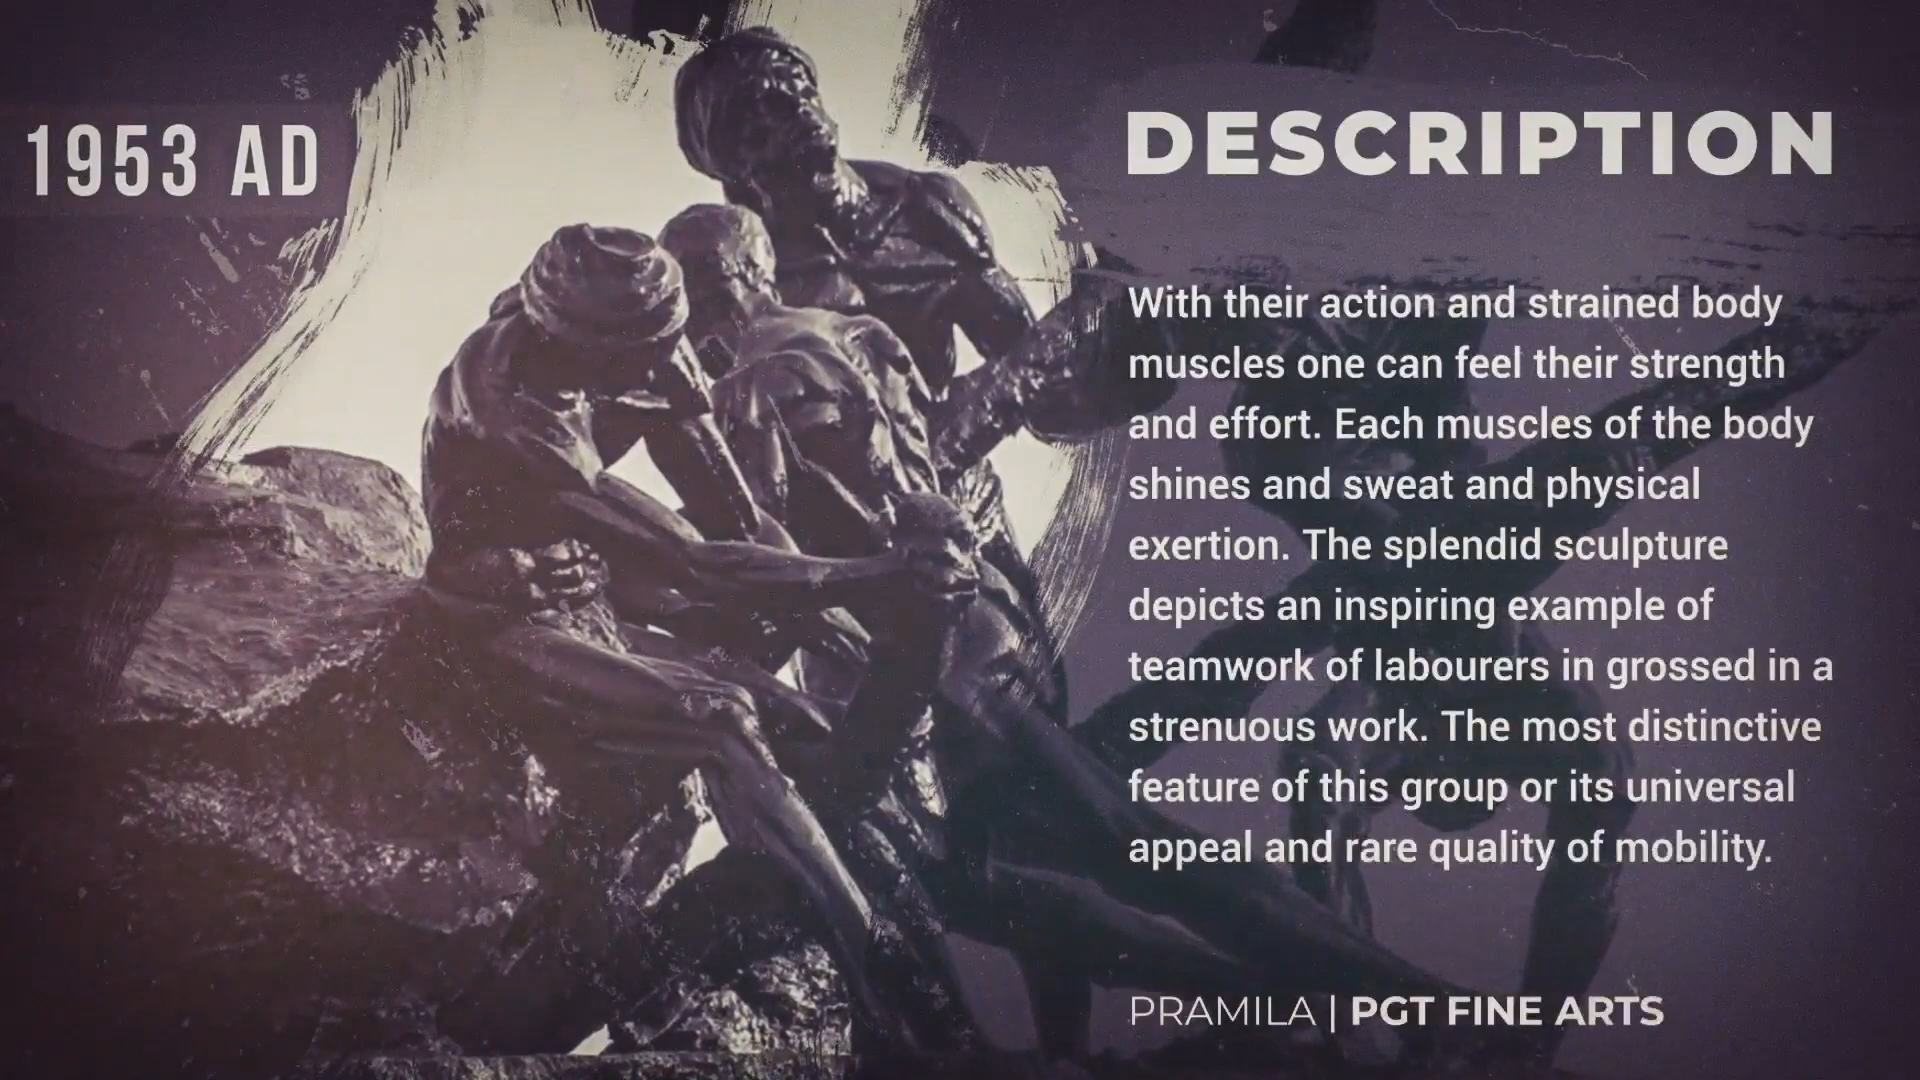 1953 AD
DESCRIPTION
With their action and strained body
muscles one can feel their strength
and effort. Each muscles of the body
shines and sweat and physical
exertion. The splendid sculpture
depicts an inspiring example of
teamwork of labourers in grossed in a
strenuous work. The most distinctive
feature of this group or its universal
appeal and rare quality of mobility.
PRAMILA | PGT FINE ARTS